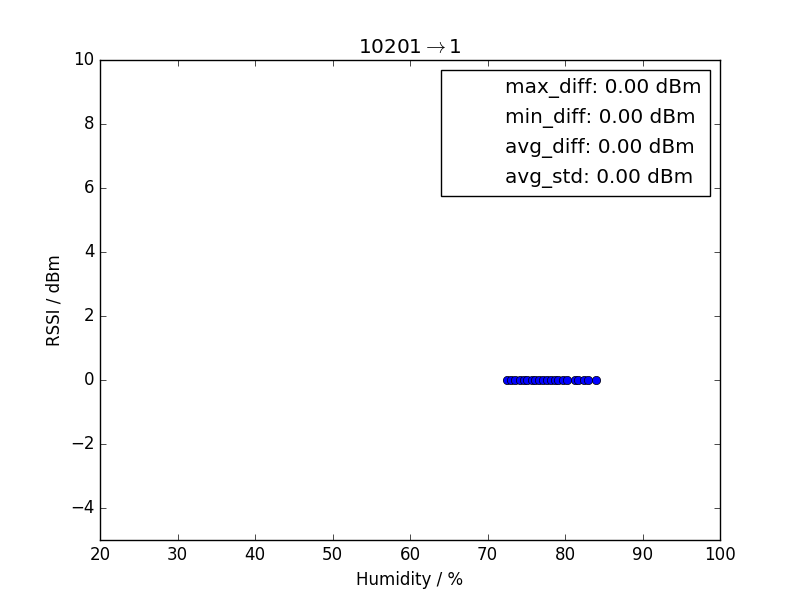 10201→1
max_diff: 0.00 dBm
min_diff: 0.00 dBm
avg_diff: 0.00 dBm
avg_std: 0.00 dBm
RSSI / dBm
10
8
6
4
2
0
−2
−4
20 30 40 50 60 70 80 90 100
Humidity / %